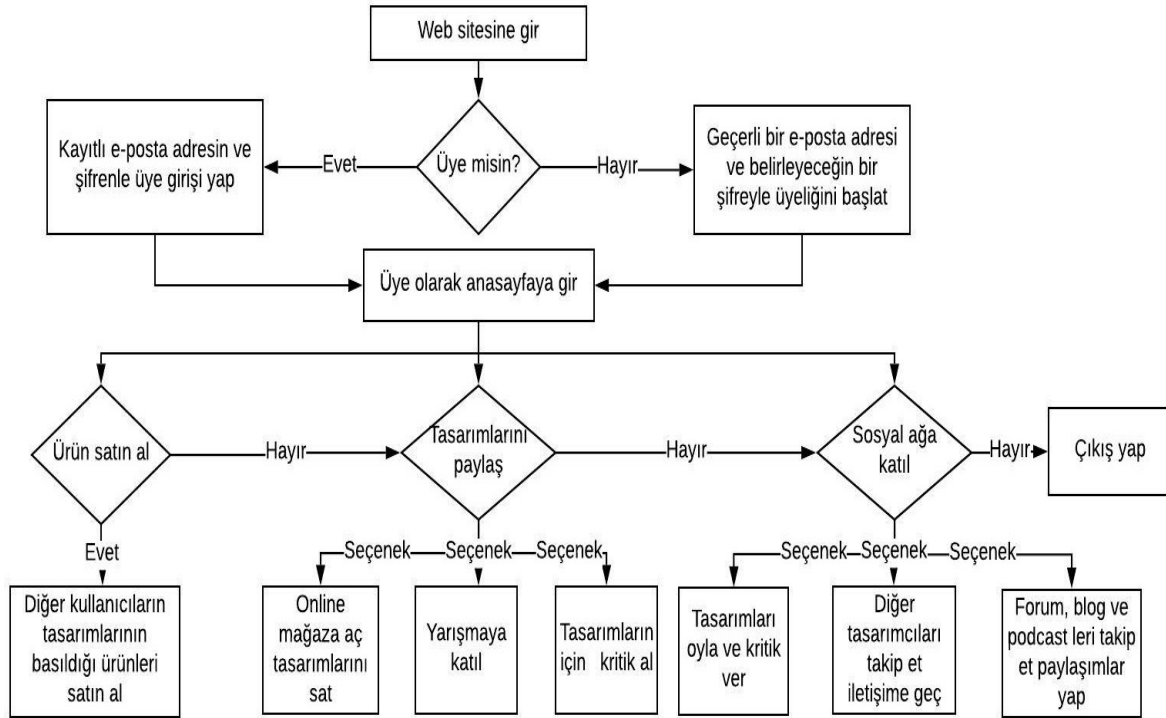 Web sitesine gir
Kayıtlı e-posta adresin ve
şifrenle üye girişi yap
Evet
Üye misin?
Hayır
Geçerli bir e-posta adresi
ve belirleyeceğin bir
şifreyle üyeliğini başlat
Üye olarak anasayfaya gir
Ürün satın al
Hayır
Tasarımlarını
paylaş
Hayır
Sosyal ağa
katıl
Hayır
Çıkış yap
Evet
Seçenek
Seçenek
Seçenek
Seçenek
Seçenek
Seçenek
Diğer kullanıcıların
tasarımlarının
basıldığı ürünleri
satın al
Online
mağaza aç
tasarımlarını
sat
Yarışmaya
katıl
Tasarımların
için kritik al
Tasarımları
oyla ve kritik
ver
Diğer
tasarımcıları
takip et
iletişime geç
Forum, blog ve
podcast leri takip
et paylaşımlar
yap